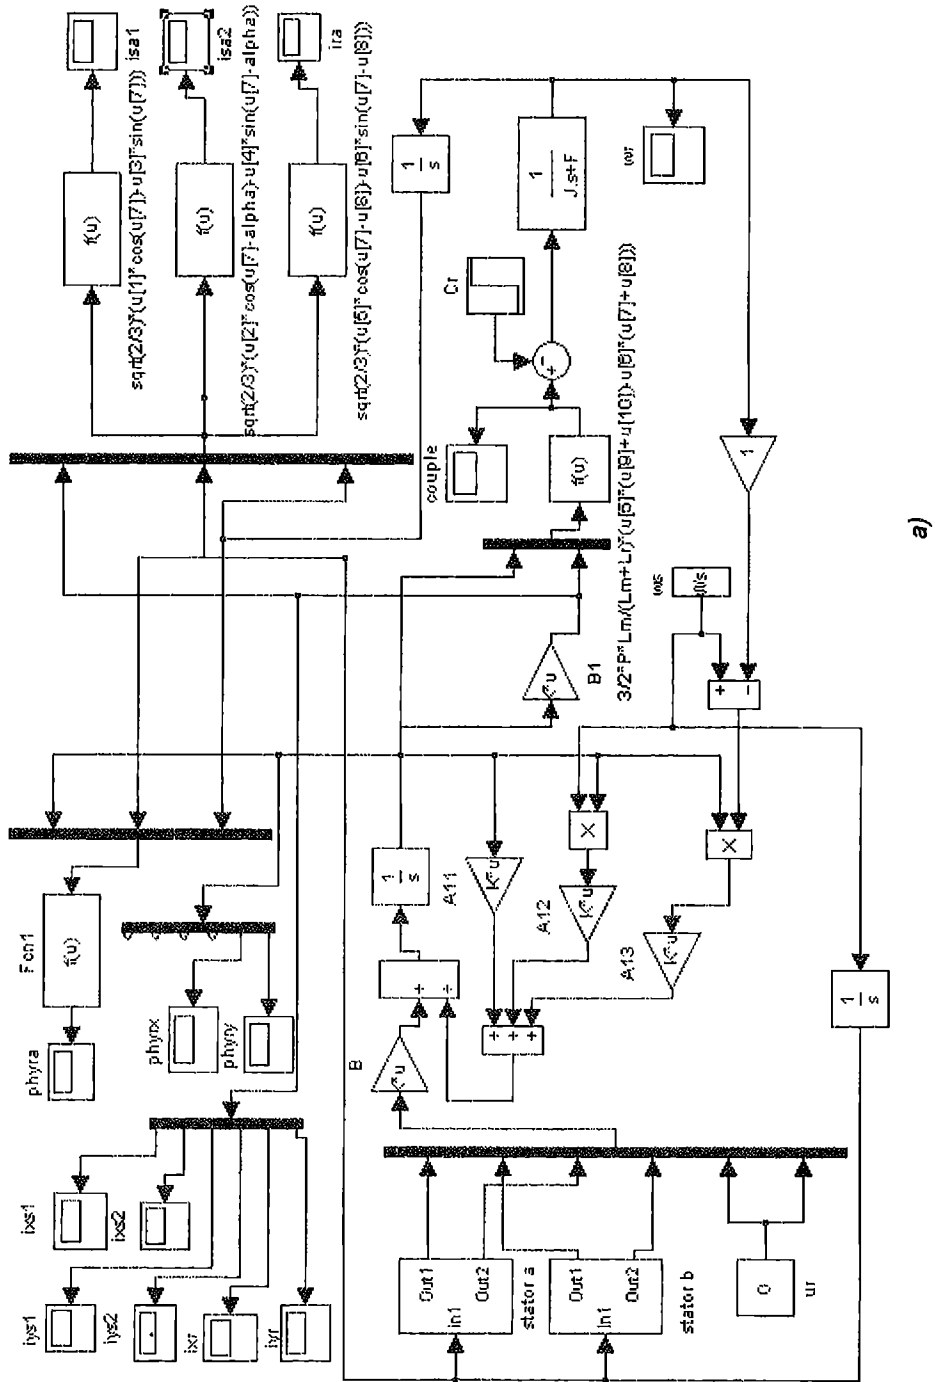 isa1
f(u)
sqrt(2/3)*(u[1]*cos(u[7])-u[3]*sin(u[7]))
isa2
f(u)
sqrt(2/3)*(u[2]*cos(u[7]-alpha)-u[4]*sin(u[7]-alpha))
ira
f(u)
sqrt(2/3)*(u[5]*cos(u[7]-u[8])-u[6]*sin(u[7]-u[8]))
1
s
Cr
1
J.s+F
ωr
couple
+
-
f(u)
3/2*P*Lm/(Lm+Lr)*(u[5]*(u[9]+u[10])-u[6]*(u[7]+u[8]))
B1
1
ωs
+
-
Fcn1
f(u)
phyra
phyrx
phyry
1
s
A11
K*u
A12
K*u
A13
K*u
X
X
B
+
+
+
1
s
ixs1
ixs2
iys1
iys2
ixr
iyr
In1
Out1
Out2
stator a
In1
Out1
Out2
stator b
0
ur
a)